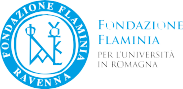 FONDAZIONE FLAMINIA
RAVENNA
FONDAZIONE
FLAMINIA
PER L'UNIVERSITÀ
IN ROMAGNA